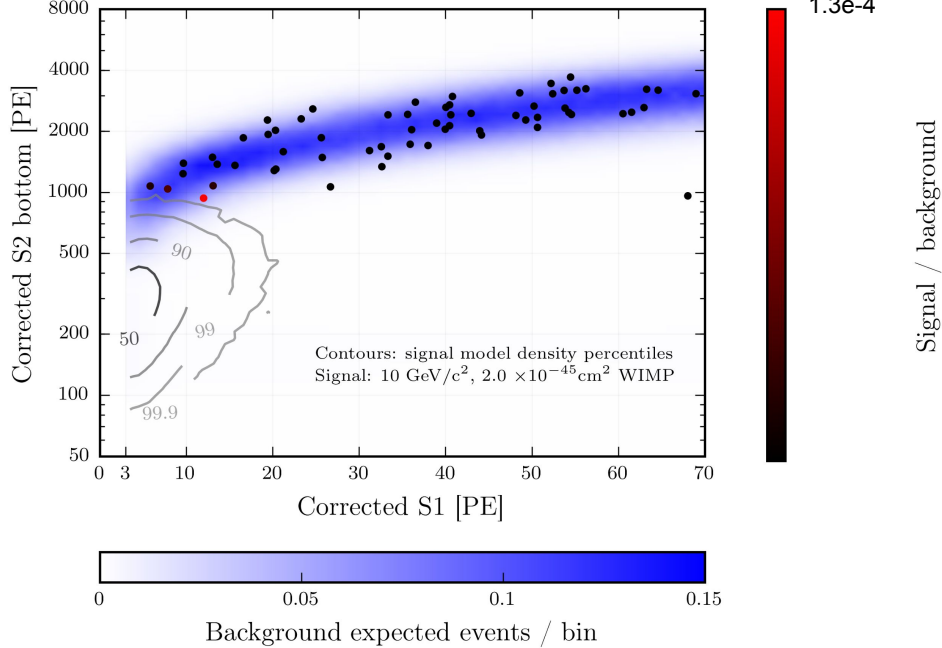 1.3e-4
8000
4000
2000
1000
500
200
100
50
Corrected S2 bottom [PE]
90
50
99
99.9
Contours: signal model density percentiles
Signal: 10 GeV/c², 2.0 ×10⁻⁴⁵cm² WIMP
0 3 10 20 30 40 50 60 70
Corrected S1 [PE]
Signal / background
0 0.05 0.1 0.15
Background expected events / bin